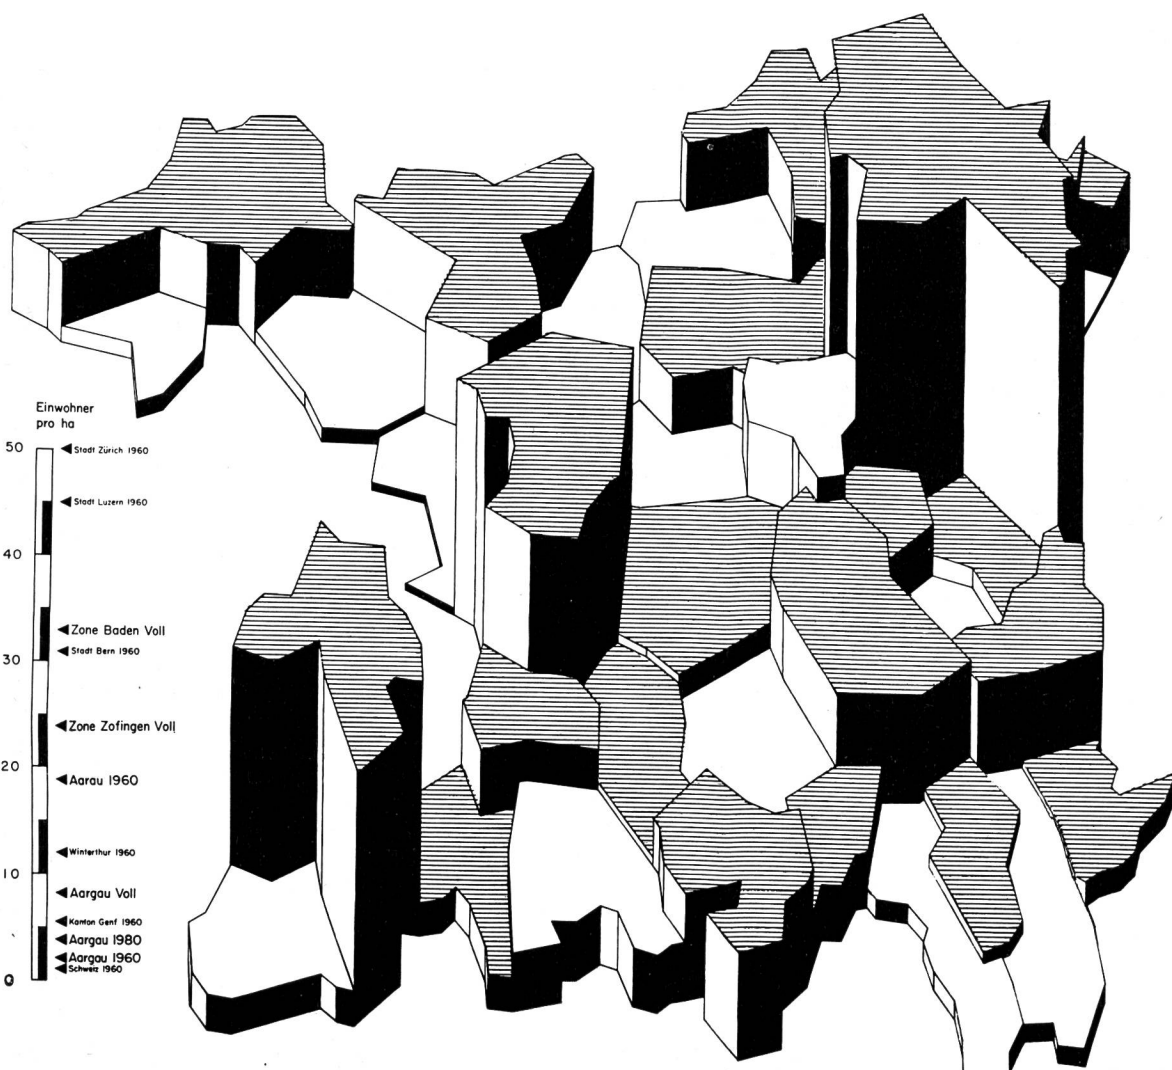 Einwohner
pro ha
50
Stadt Zürich 1960
Stadt Luzern 1960
40
Zone Baden Voll
30
Stadt Bern 1960
Zone Zofingen Voll
20
Aarau 1960
Winterthur 1960
10
Aargau Voll
Kanton Genf 1960
Aargau 1980
Aargau 1960
Schweiz 1960
0